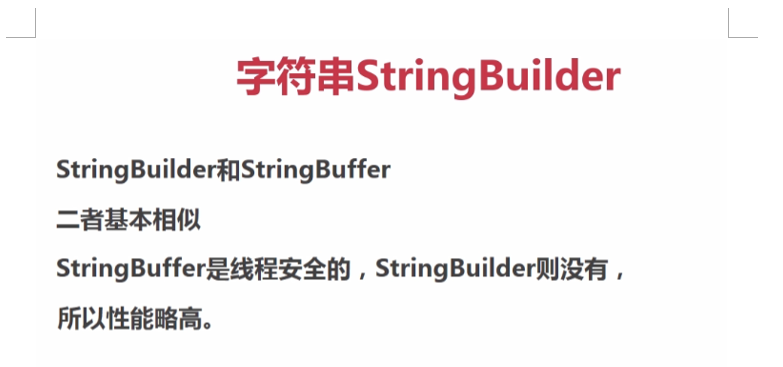 字符串StringBuilder
StringBuilder和StringBuffer
二者基本相似
StringBuffer是线程安全的，StringBuilder则没有，
所以性能略高。